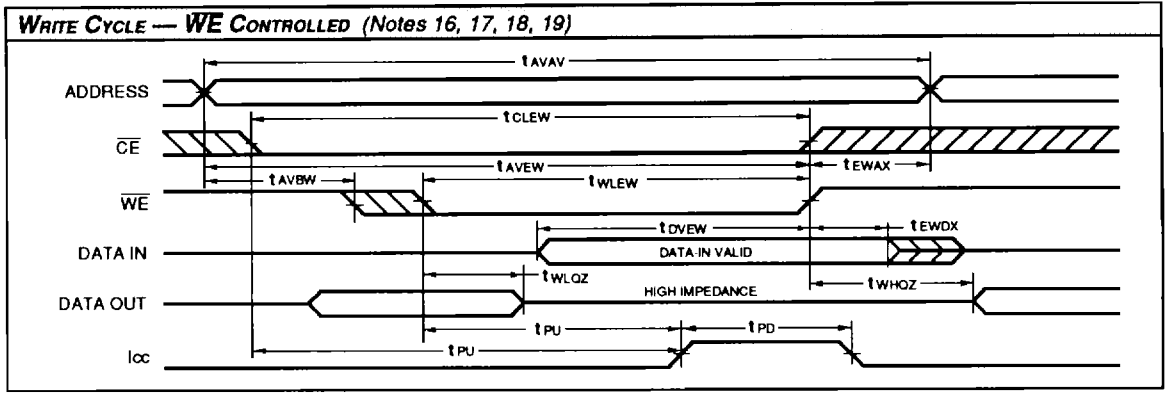 WRITE CYCLE — WE CONTROLLED (Notes 16, 17, 18, 19)
tAVAV
ADDRESS
tCLEW
CE
tAVEW
tEWAX
tAVBW
tWLEW
WE
tDVEW
tEWDX
DATA IN
DATA-IN VALID
tWLQZ
tWHQZ
DATA OUT
HIGH IMPEDANCE
tPU
tPD
tPU
Icc